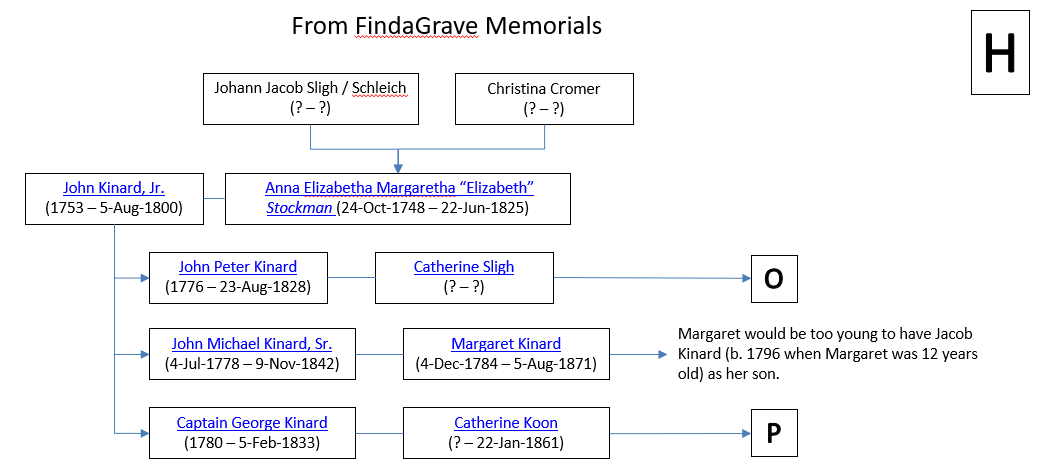 From FindaGrave Memorials
H
Johann Jacob Sligh / Schleich
(? – ?)
Christina Cromer
(? – ?)
John Kinard, Jr.
(1753 – 5-Aug-1800)
Anna Elizabetha Margaretha “Elizabeth”
Stockman (24-Oct-1748 – 22-Jun-1825)
John Peter Kinard
(1776 – 23-Aug-1828)
Catherine Sligh
(? – ?)
O
John Michael Kinard, Sr.
(4-Jul-1778 – 9-Nov-1842)
Margaret Kinard
(4-Dec-1784 – 5-Aug-1871)
Margaret would be too young to have Jacob
Kinard (b. 1796 when Margaret was 12 years
old) as her son.
Captain George Kinard
(1780 – 5-Feb-1833)
Catherine Koon
(? – 22-Jan-1861)
P